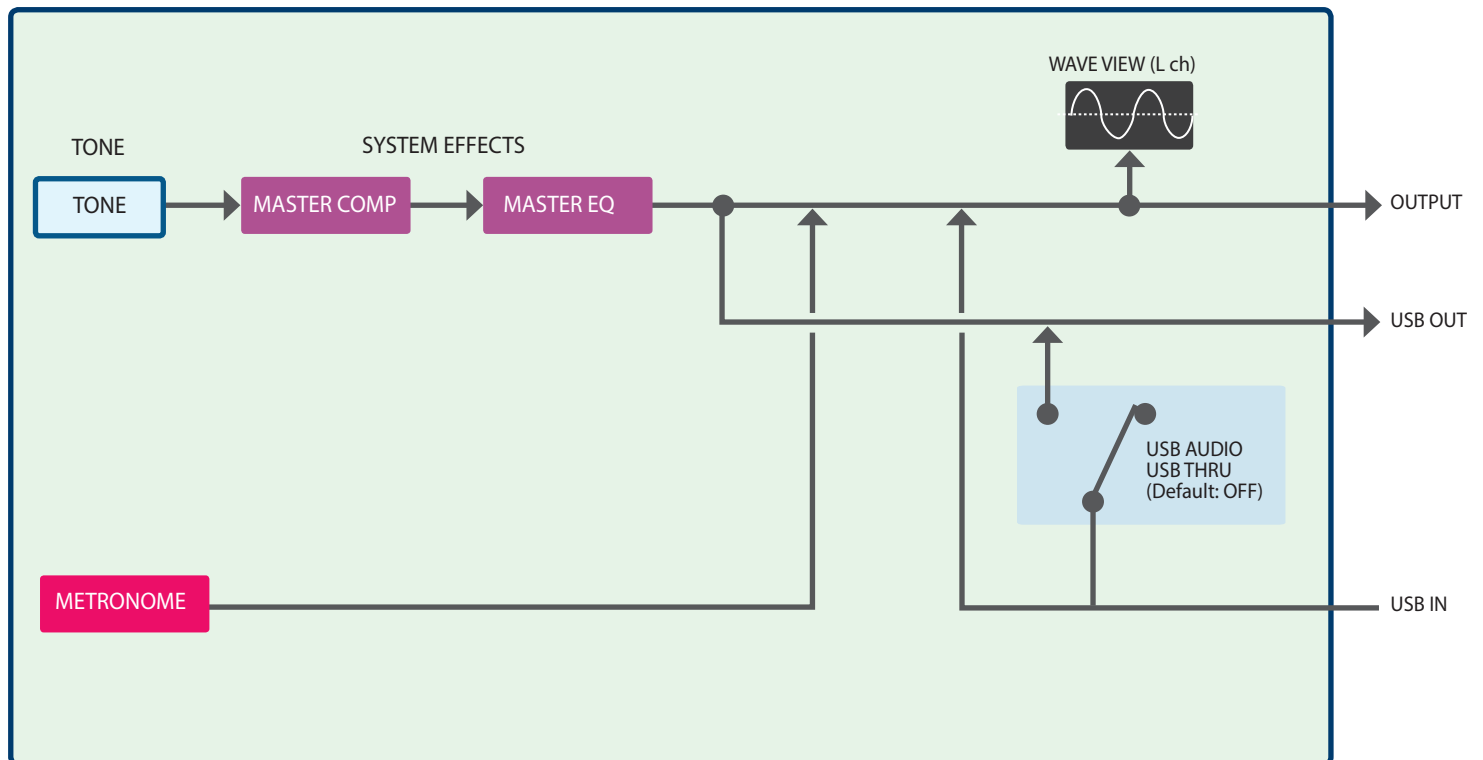 WAVE VIEW (L ch)
TONE
SYSTEM EFFECTS
TONE
MASTER COMP
MASTER EQ
OUTPUT
USB OUT
USB AUDIO
USB THRU
(Default: OFF)
METRONOME
USB IN